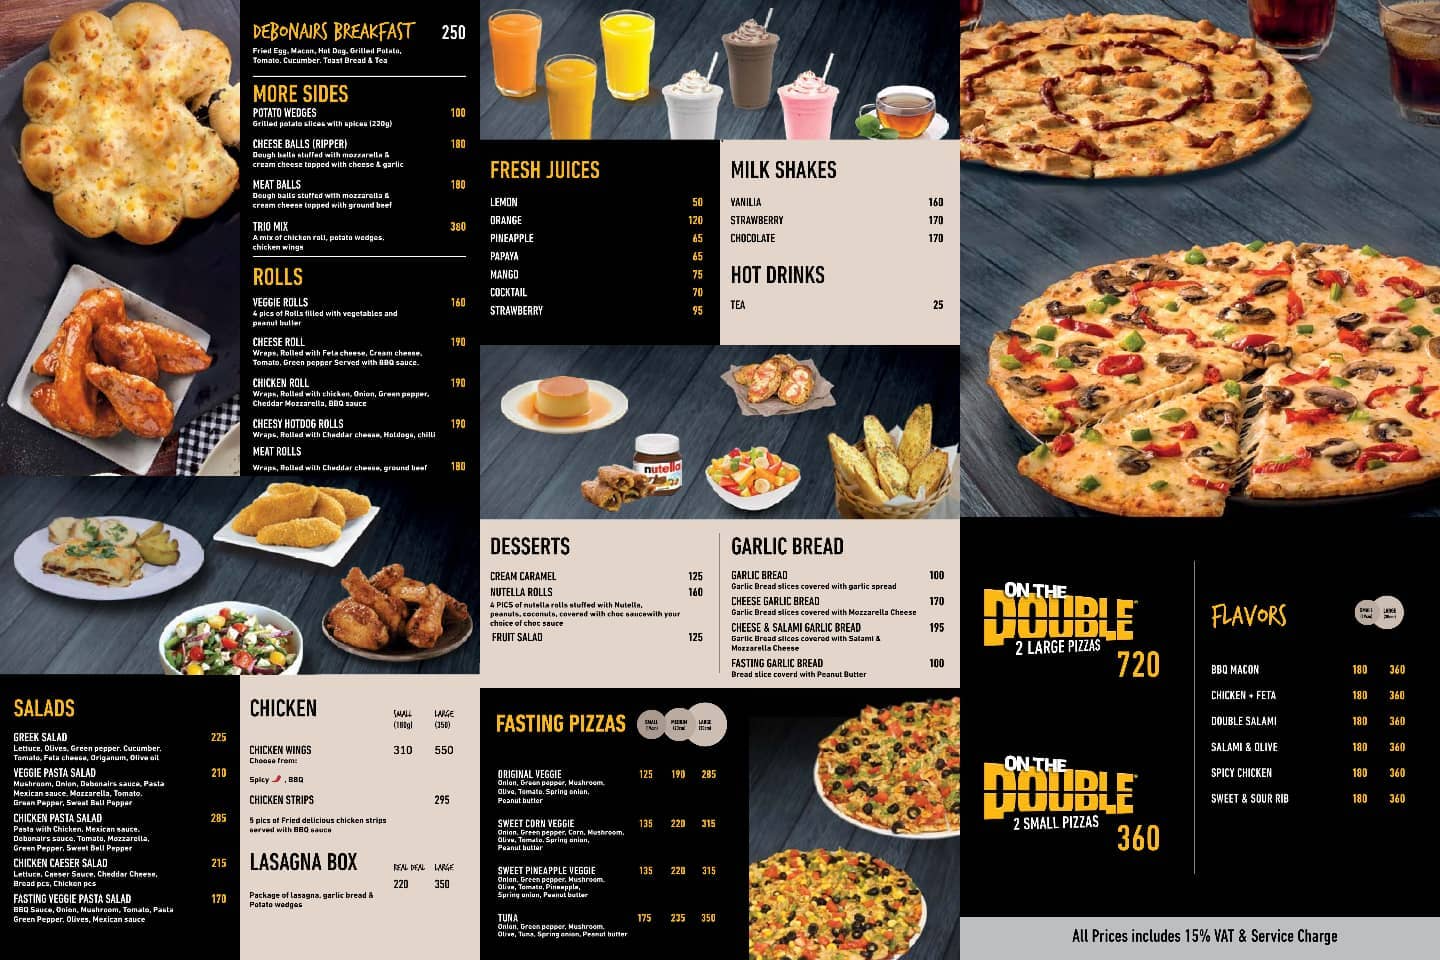 DEBONAIRS BREAKFAST 250
Fried Egg, Macon, Hot Dog, Grilled Potato,
Tomato, Cucumber, Toast Bread & Tea
MORE SIDES
POTATO WEDGES 100
Grilled potato slices with spices (220g)
CHEESE BALLS (RIPPER) 180
Dough balls stuffed with mozzarella &
cream cheese topped with cheese & garlic
MEAT BALLS 180
Dough balls stuffed with mozzarella &
cream cheese topped with ground beef
TRIO MIX 380
A mix of chicken roll, potato wedges,
chicken wings
ROLLS
VEGGIE ROLLS 160
4 pics of Rolls filled with vegetables and
peanut butter
CHEESE ROLL 190
Wraps, Rolled with Feta cheese, Cream cheese,
Tomato, Green pepper Served with BBQ sauce.
CHICKEN ROLL 190
Wraps, Rolled with chicken, Onion, Green pepper,
Cheddar Mozzarella, BBQ sauce
CHEESY HOTDOG ROLLS 190
Wraps, Rolled with Cheddar cheese, Hotdogs, chilli
MEAT ROLLS
Wraps, Rolled with Cheddar cheese, ground beef 180
SALADS
GREEK SALAD 225
Lettuce, Olives, Green pepper, Cucumber,
Tomato, Feta cheese, Origanum, Olive oil
VEGGIE PASTA SALAD 210
Mushroom, Onion, Debonairs sauce, Pasta
Mexican sauce, Mozzarella, Tomato,
Green Pepper, Sweat Bell Pepper
CHICKEN PASTA SALAD 285
Pasta with Chicken, Mexican sauce,
Debonairs sauce, Tomato, Mozzarella,
Green Pepper, Sweet Bell Pepper
CHICKEN CAESER SALAD 215
Lettuce, Caeser Sauce, Cheddar Cheese,
Bread pcs, Chicken pcs
FASTING VEGGIE PASTA SALAD 170
BBQ Sauce, Onion, Mushroom, Tomato, Pasta
Green Pepper, Olives, Mexican sauce
CHICKEN
SMALL LARGE
(180g) (350)
CHICKEN WINGS 310 550
Choose from:
Spicy , BBQ
CHICKEN STRIPS 295
5 pics of Fried delicious chicken strips
served with BBQ sauce
LASAGNA BOX
REAL DEAL LARGE
220 350
Package of lasagna, garlic bread &
Potato wedges
FRESH JUICES
LEMON 50
ORANGE 120
PINEAPPLE 65
PAPAYA 65
MANGO 75
COCKTAIL 70
STRAWBERRY 95
MILK SHAKES
VANILIA 160
STRAWBERRY 170
CHOCOLATE 170
HOT DRINKS
TEA 25
nutella
DESSERTS
CREAM CARAMEL 125
NUTELLA ROLLS 160
4 PICS of nutella rolls stuffed with Nutella,
peanuts, coconuts, covered with choc saucewith your
choice of choc sauce
FRUIT SALAD 125
GARLIC BREAD
GARLIC BREAD 100
Garlic Bread slices covered with garlic spread
CHEESE GARLIC BREAD 170
Garlic Bread slices covered with Mozzarella Cheese
CHEESE & SALAMI GARLIC BREAD 195
Garlic Bread slices covered with Salami &
Mozzarella Cheese
FASTING GARLIC BREAD 100
Bread slice coverd with Peanut Butter
FASTING PIZZAS
SMALL MEDIUM LARGE
ORIGINAL VEGGIE 125 190 285
Onion, Green pepper, Mushroom,
Olive, Tomato, Spring onion,
Peanut butter
SWEET CORN VEGGIE 135 220 315
Onion, Green pepper, Corn, Mushroom,
Olive, Tomato, Spring onion,
Peanut butter
SWEET PINEAPPLE VEGGIE 135 220 315
Onion, Green pepper, Mushroom,
Olive, Tomato, Pineapple,
Spring onion, Peanut butter
TUNA 175 235 350
Onion, Green pepper, Mushroom,
Olive, Tuna, Spring onion, Peanut butter
ON THE
DOUBLE
2 LARGE PIZZAS
720
ON THE
DOUBLE
2 SMALL PIZZAS
360
FLAVORS
SMALL LARGE
BBQ MACON 180 360
CHICKEN + FETA 180 360
DOUBLE SALAMI 180 360
SALAMI & OLIVE 180 360
SPICY CHICKEN 180 360
SWEET & SOUR RIB 180 360
All Prices includes 15% VAT & Service Charge